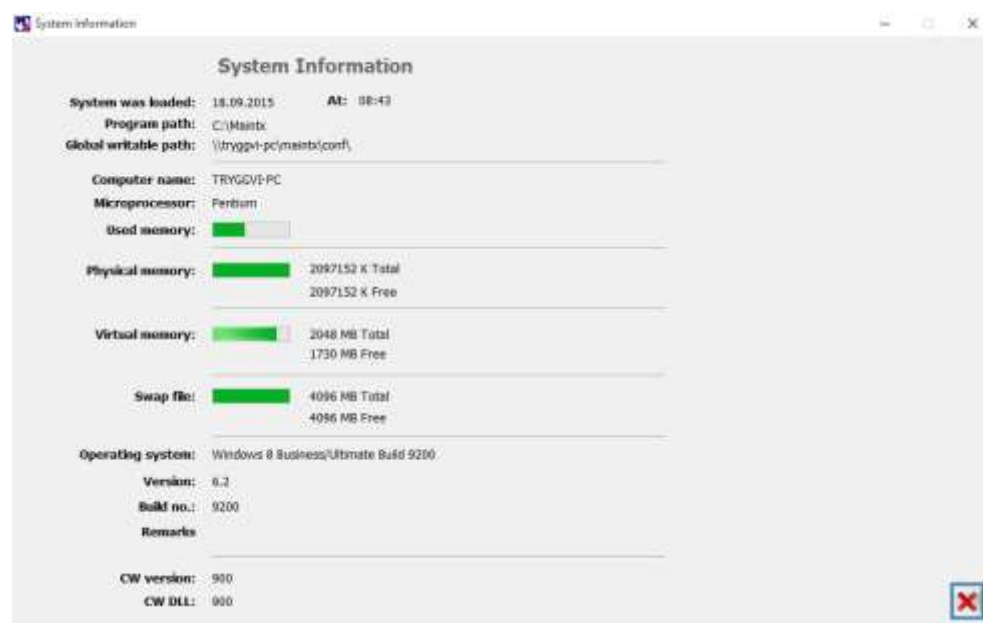 System information
System Information
System was loaded: 18.09.2015 At: 08:43
Program path: C:\Maintx
Global writable path: \\tryggvi-pc\maintx\conf\
Computer name: TRYGGVI-PC
Microprocessor: Pentium
Used memory:
Physical memory: 2097152 K Total
2097152 K Free
Virtual memory: 2048 MB Total
1730 MB Free
Swap file: 4096 MB Total
4096 MB Free
Operating system: Windows 8 Business/Ultimate Build 9200
Version: 6.2
Build no.: 9200
Remarks
CW version: 900
CW DLL: 900